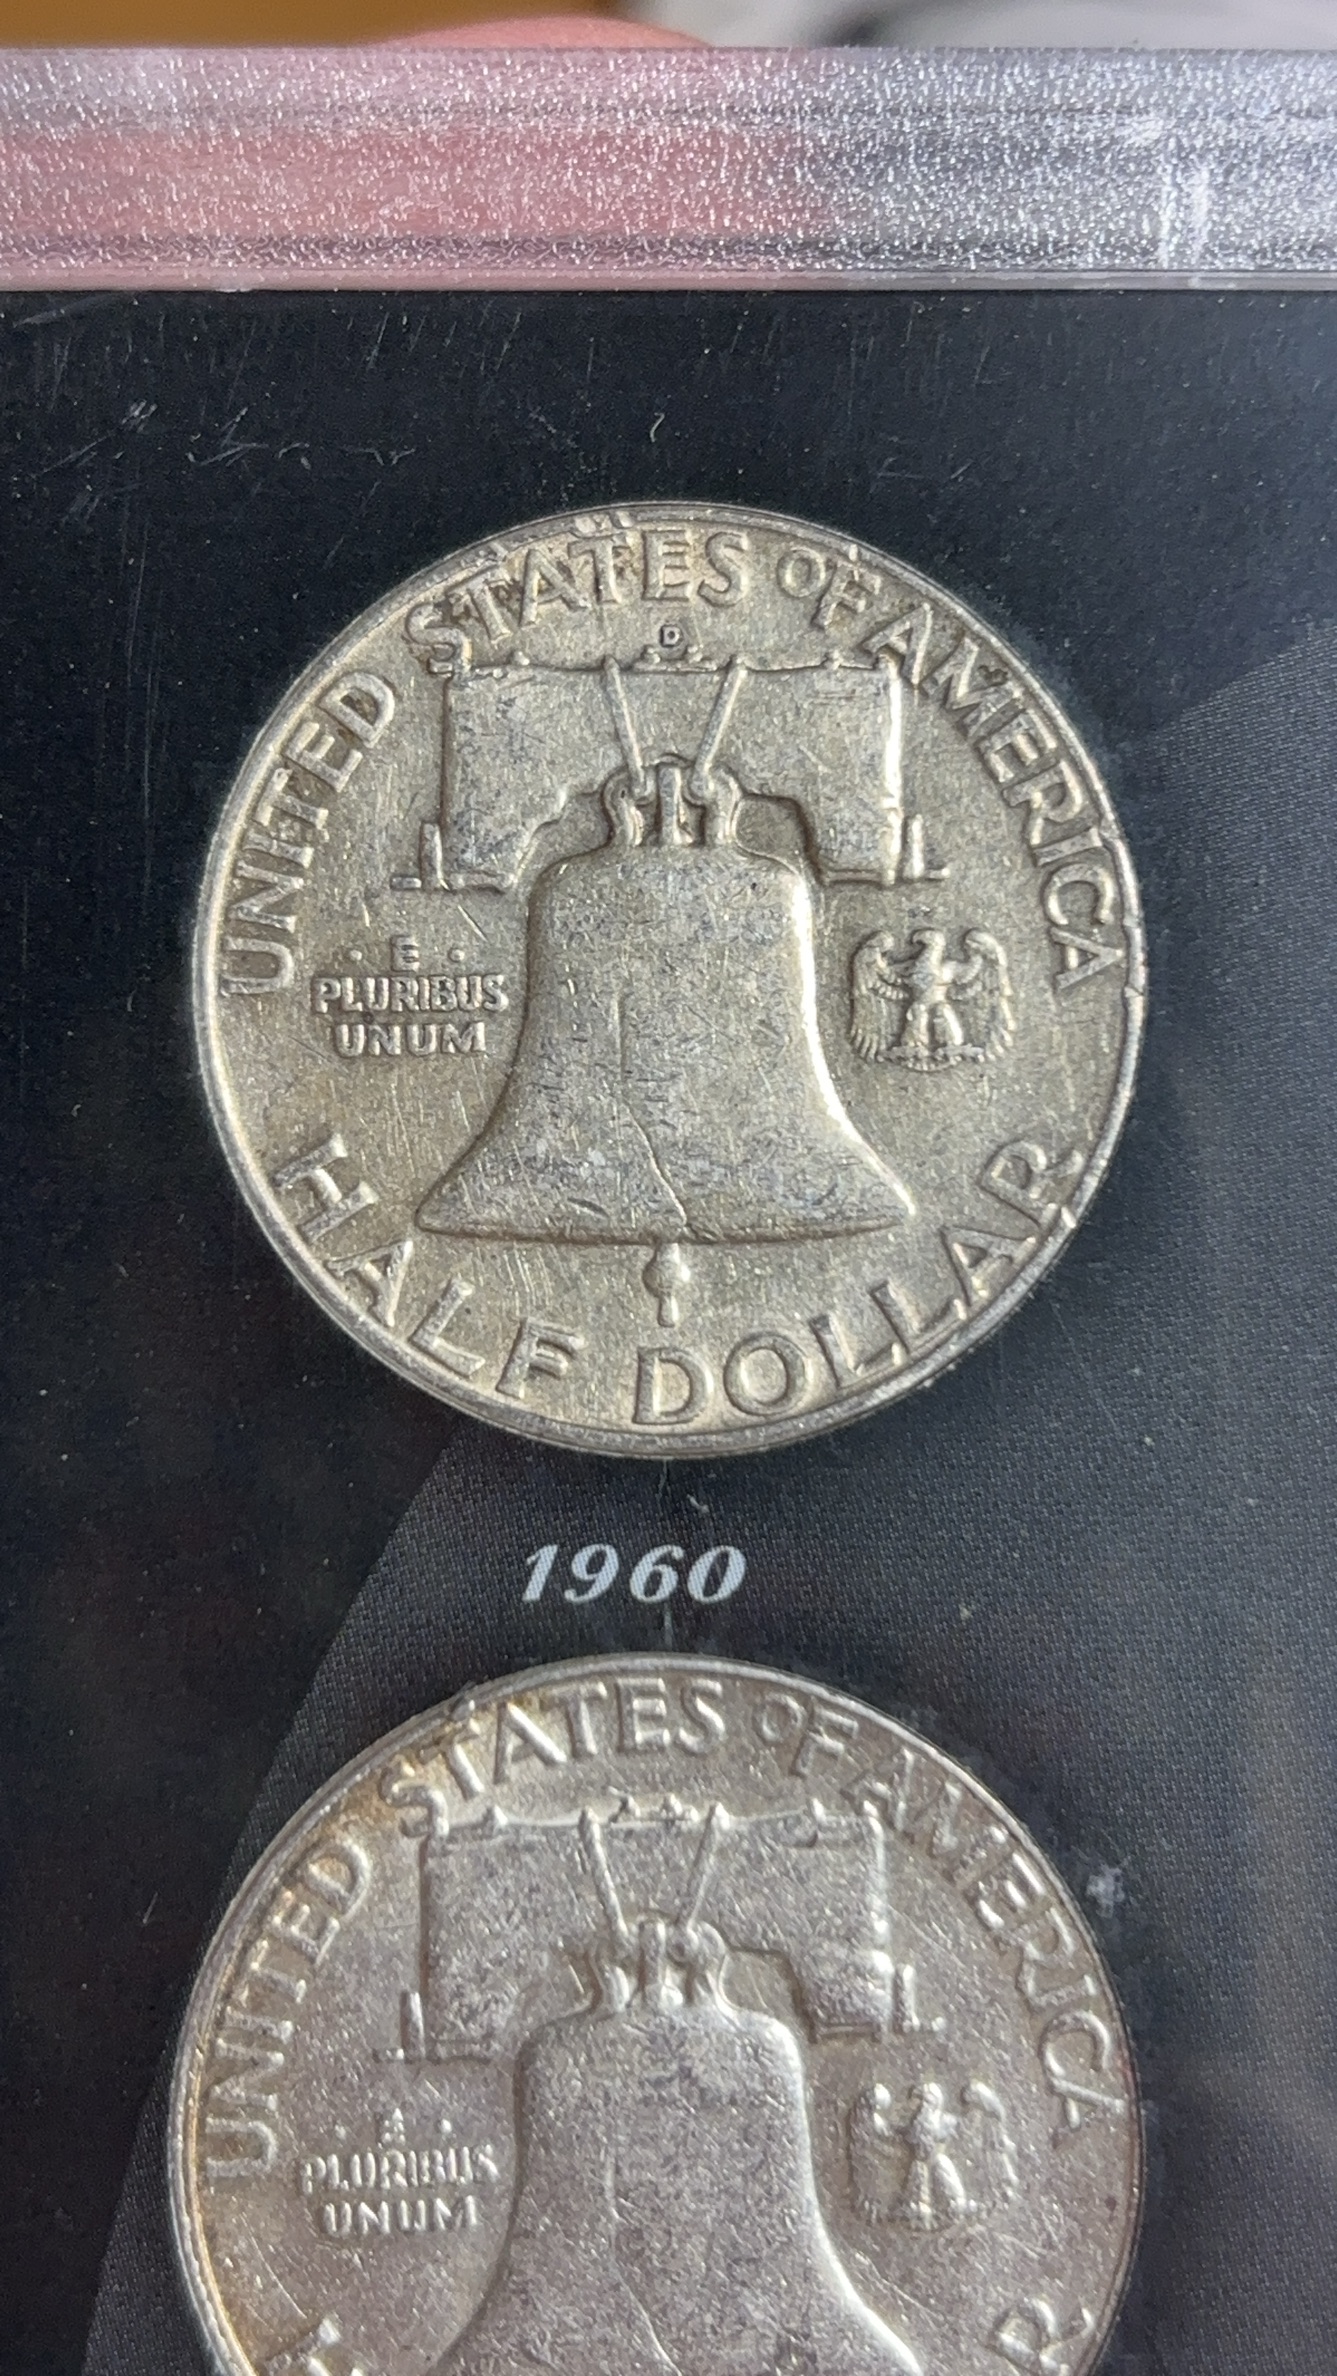 UNITED STATES OF AMERICA
D
· E ·
PLURIBUS
UNUM
HALF DOLLAR
1960
UNITED STATES OF AMERICA
· E ·
PLURIBUS
UNUM